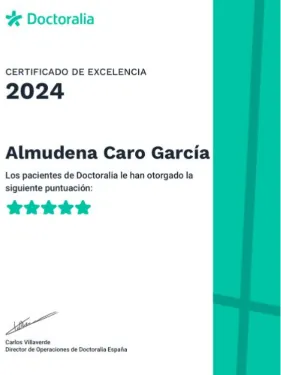 Doctoralia
CERTIFICADO DE EXCELENCIA
2024
Almudena Caro García
Los pacientes de Doctoralia le han otorgado la
siguiente puntuación:
Carlos Villaverde
Director de Operaciones de Doctoralia España